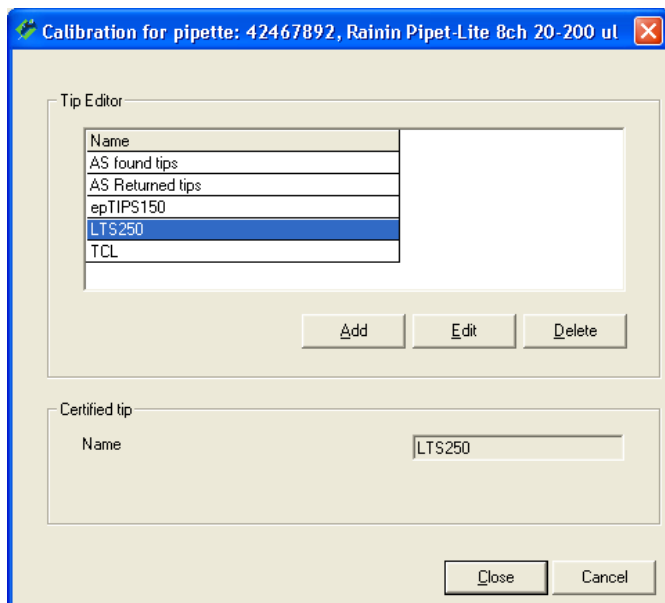 Calibration for pipette: 42467892, Rainin Pipet-Lite 8ch 20-200 ul
Tip Editor
Name
AS found tips
AS Returned tips
epTIPS150
LTS250
TCL
Add Edit Delete
Certified tip
Name LTS250
Close Cancel